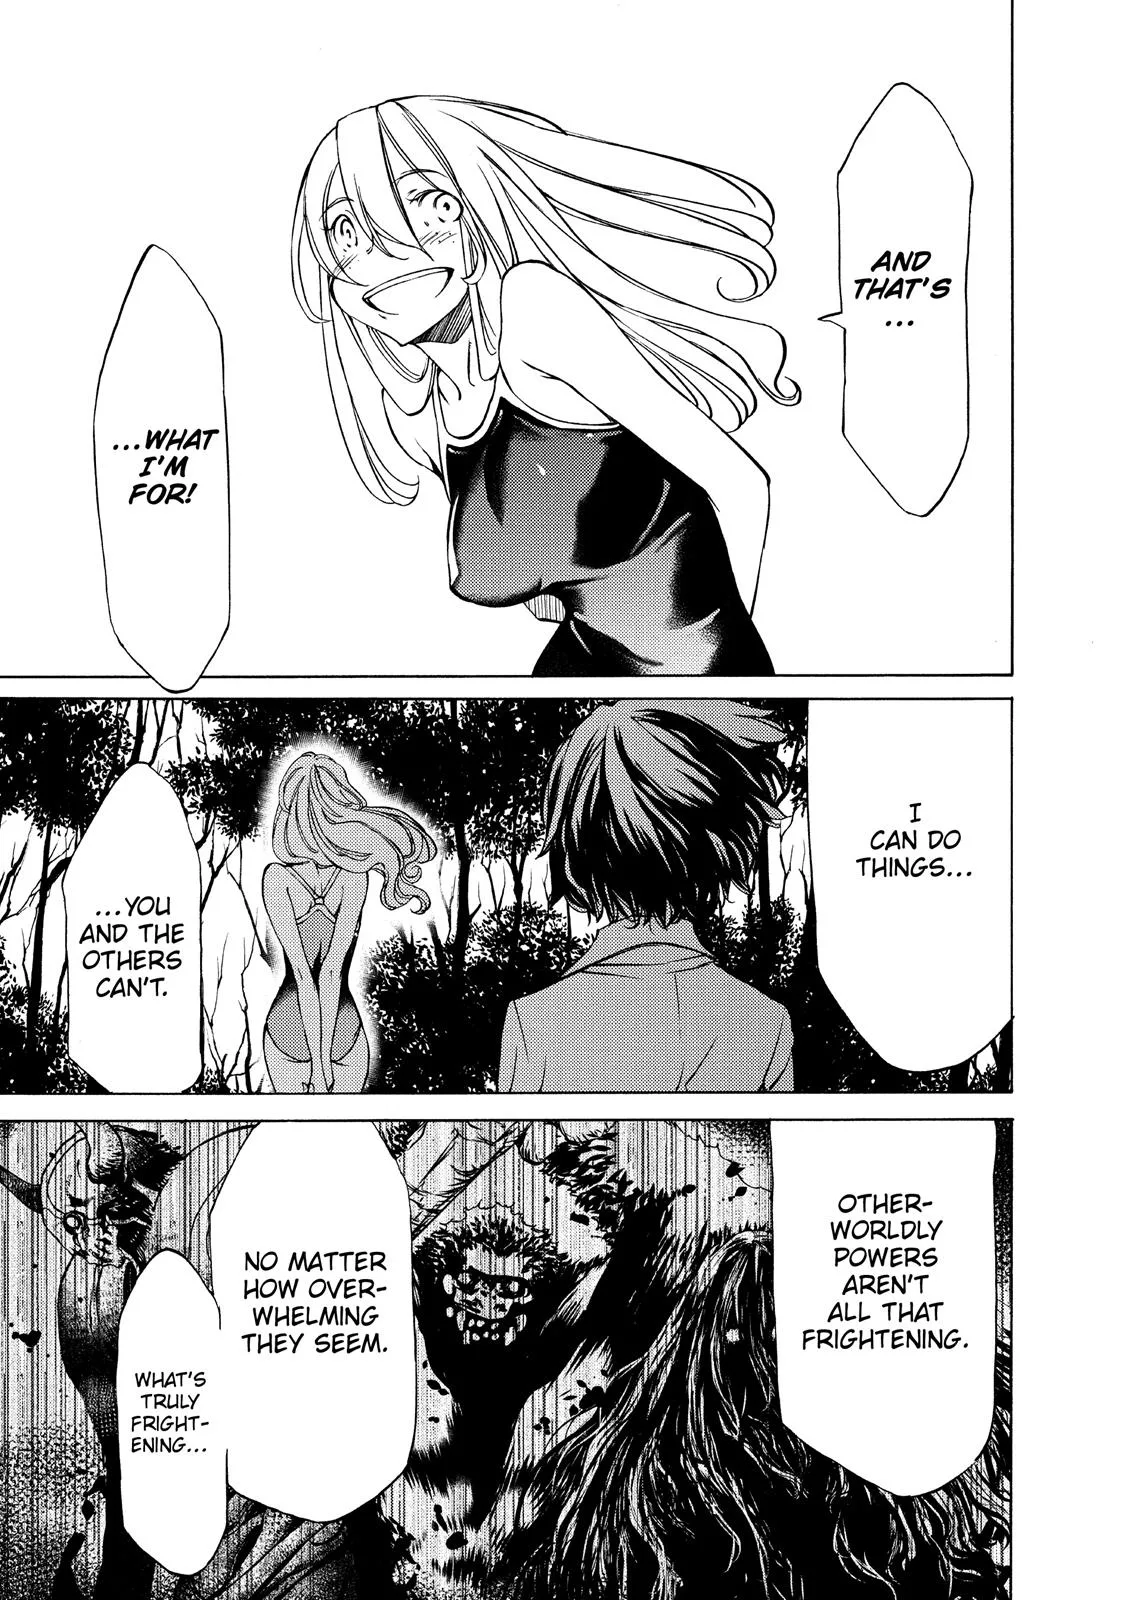 AND
THAT'S
...
...WHAT
I'M
FOR!
I
CAN DO
THINGS...
...YOU
AND THE
OTHERS
CAN'T.
OTHER-
WORLDLY
POWERS
AREN'T
ALL THAT
FRIGHTENING.
NO MATTER
HOW OVER-
WHELMING
THEY SEEM.
WHAT'S
TRULY
FRIGHT-
ENING...